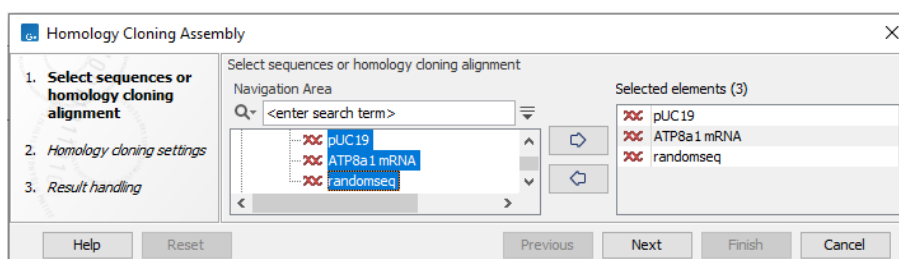 G. Homology Cloning Assembly
Select sequences or homology cloning alignment
1. Select sequences or
homology cloning
alignment
2. Homology cloning settings
3. Result handling
Navigation Area
<enter search term>
pUC19
ATP8a1 mRNA
randomseq
Selected elements (3)
pUC19
ATP8a1 mRNA
randomseq
Help Reset Previous Next Finish Cancel